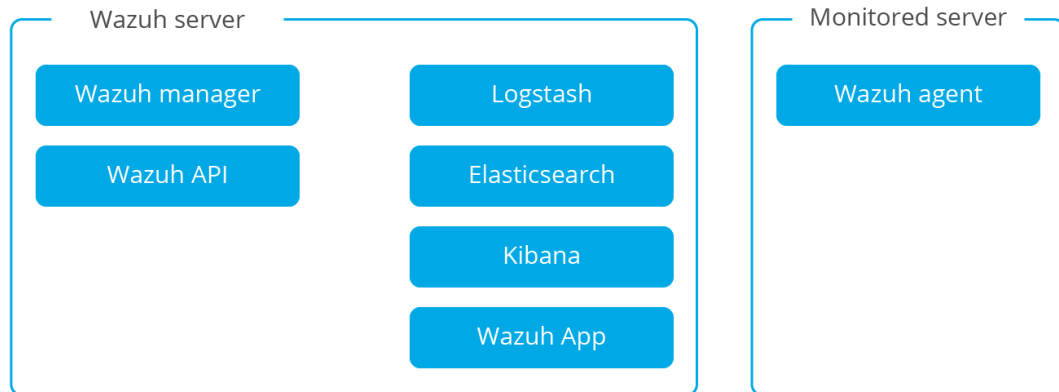 Wazuh server
Wazuh manager
Wazuh API
Logstash
Elasticsearch
Kibana
Wazuh App
Monitored server
Wazuh agent